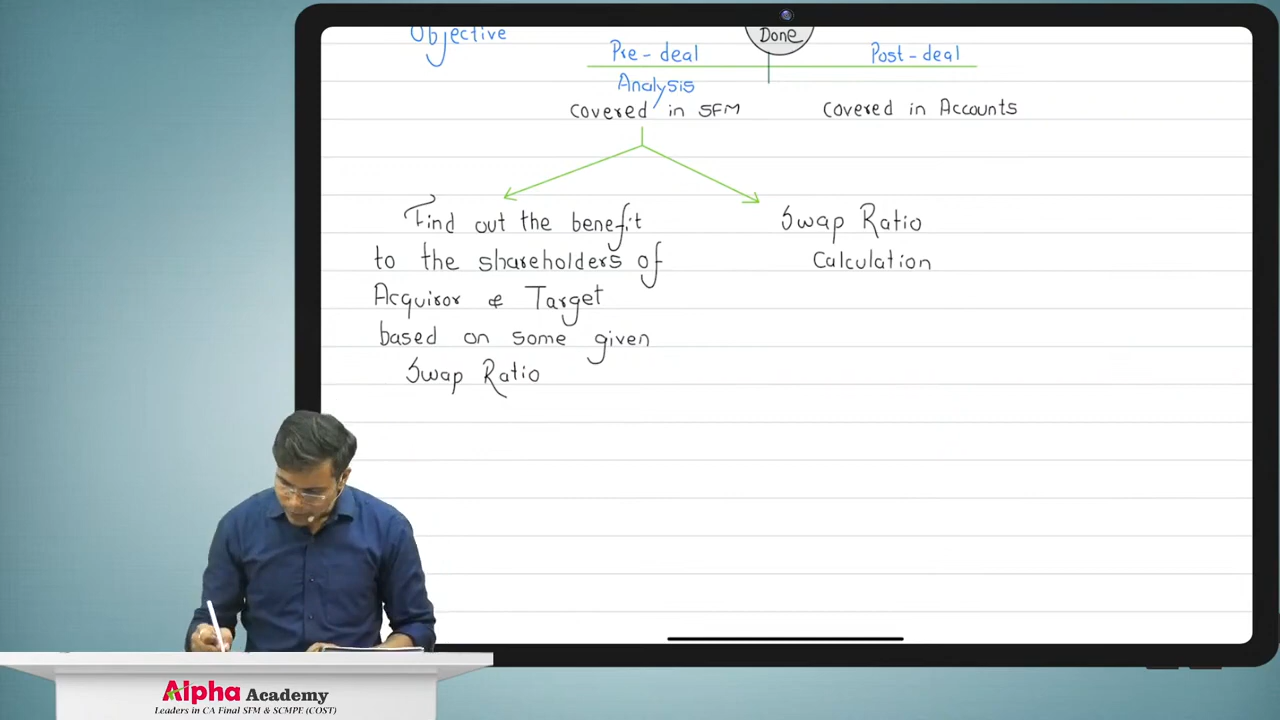 Objective
Done
Pre-deal
Post-deal
Analysis
Covered in SFM
Covered in Accounts
Find out the benefit
to the shareholders of
Acquiror & Target
based on some given
Swap Ratio
Swap Ratio
Calculation
Alpha Academy
Leaders in CA Final SFM & SCMPE (COST)